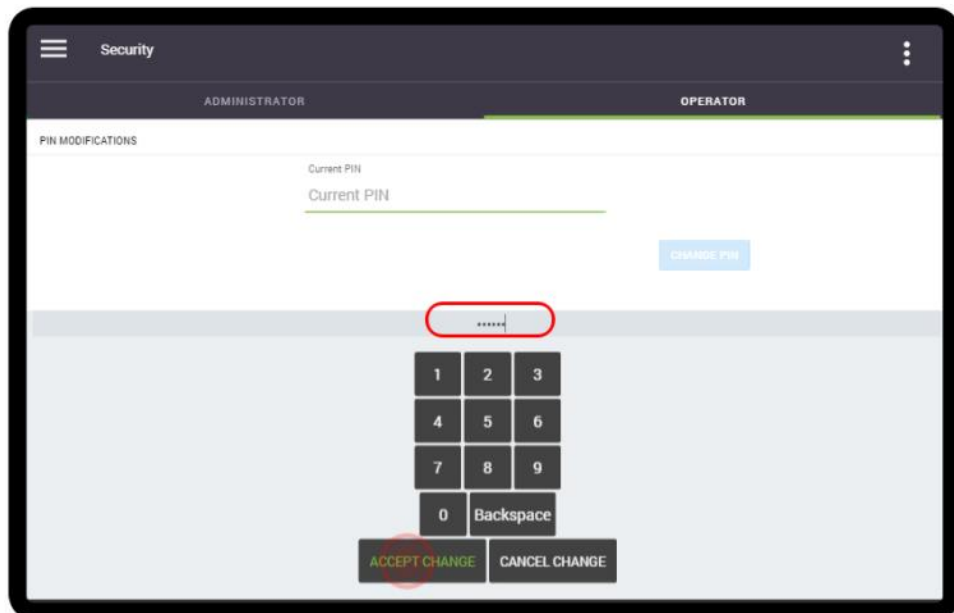 Security
ADMINISTRATOR OPERATOR
PIN MODIFICATIONS
Current PIN
Current PIN
CHANGE PIN
••••••
1 2 3
4 5 6
7 8 9
0 Backspace
ACCEPT CHANGE CANCEL CHANGE